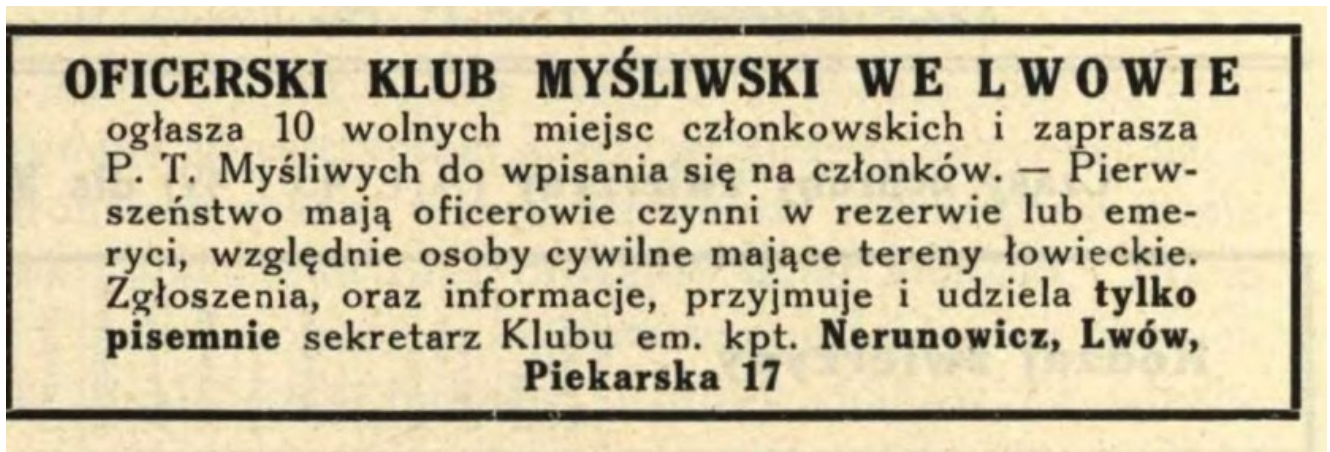 OFICERSKI KLUB MYŚLIWSKI WE LWOWIE
ogłasza 10 wolnych miejsc członkowskich i zaprasza
P. T. Myśliwych do wpisania się na członków. — Pierw-
szeństwo mają oficerowie czynni w rezerwie lub eme-
ryci, względnie osoby cywilne mające tereny łowieckie.
Zgłoszenia, oraz informacje, przyjmuje i udziela tylko
pisemnie sekretarz Klubu em. kpt. Nerunowicz, Lwów,
Piekarska 17